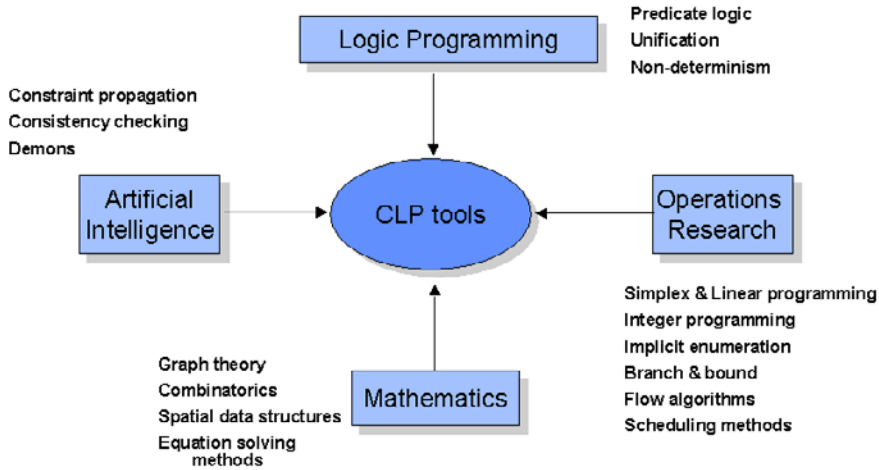 Logic Programming
Predicate logic
Unification
Non-determinism
Constraint propagation
Consistency checking
Demons
Artificial
Intelligence
CLP tools
Operations
Research
Simplex & Linear programming
Integer programming
Implicit enumeration
Branch & bound
Flow algorithms
Scheduling methods
Graph theory
Combinatorics
Spatial data structures
Equation solving
methods
Mathematics